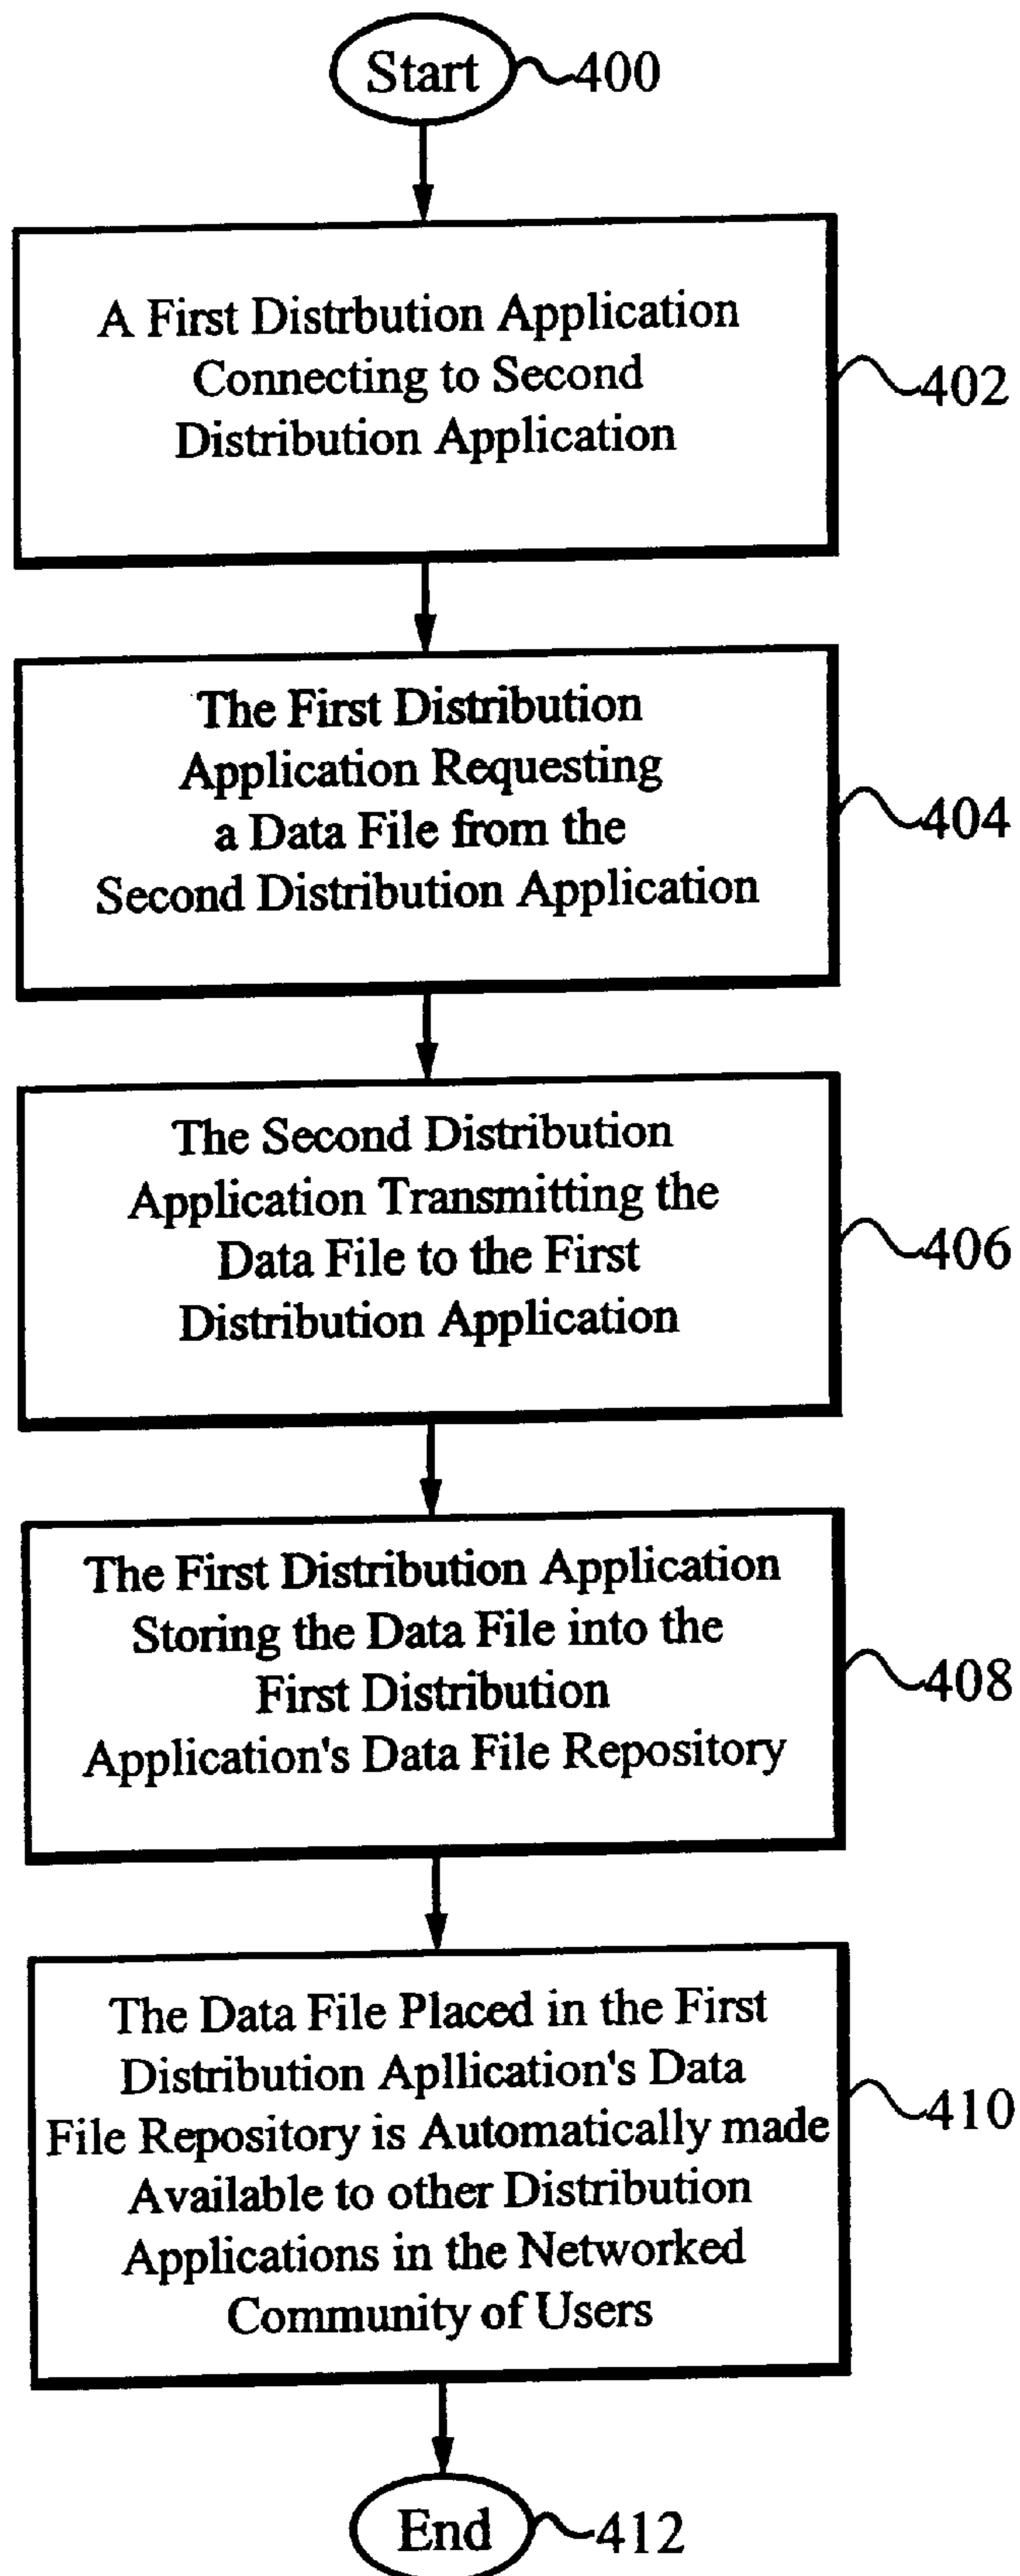 Start 400
A First Distrbution Application
Connecting to Second
Distribution Application
402
The First Distribution
Application Requesting
a Data File from the
Second Distribution Application
404
The Second Distribution
Application Transmitting the
Data File to the First
Distribution Application
406
The First Distribution Application
Storing the Data File into the
First Distribution
Application's Data File Repository
408
The Data File Placed in the First
Distribution Apllication's Data
File Repository is Automatically made
Available to other Distribution
Applications in the Networked
Community of Users
410
End 412